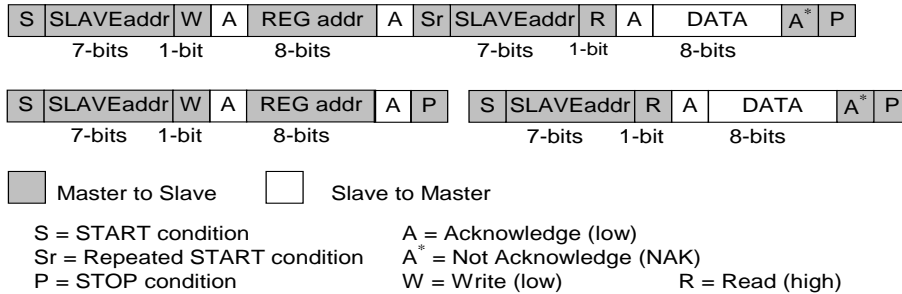 S SLAVEaddr W A REG addr A Sr SLAVEaddr R A DATA A* P
7-bits 1-bit 8-bits 7-bits 1-bit 8-bits
S SLAVEaddr W A REG addr A P S SLAVEaddr R A DATA A* P
7-bits 1-bit 8-bits 7-bits 1-bit 8-bits
Master to Slave Slave to Master
S = START condition A = Acknowledge (low)
Sr = Repeated START condition A* = Not Acknowledge (NAK)
P = STOP condition W = Write (low) R = Read (high)